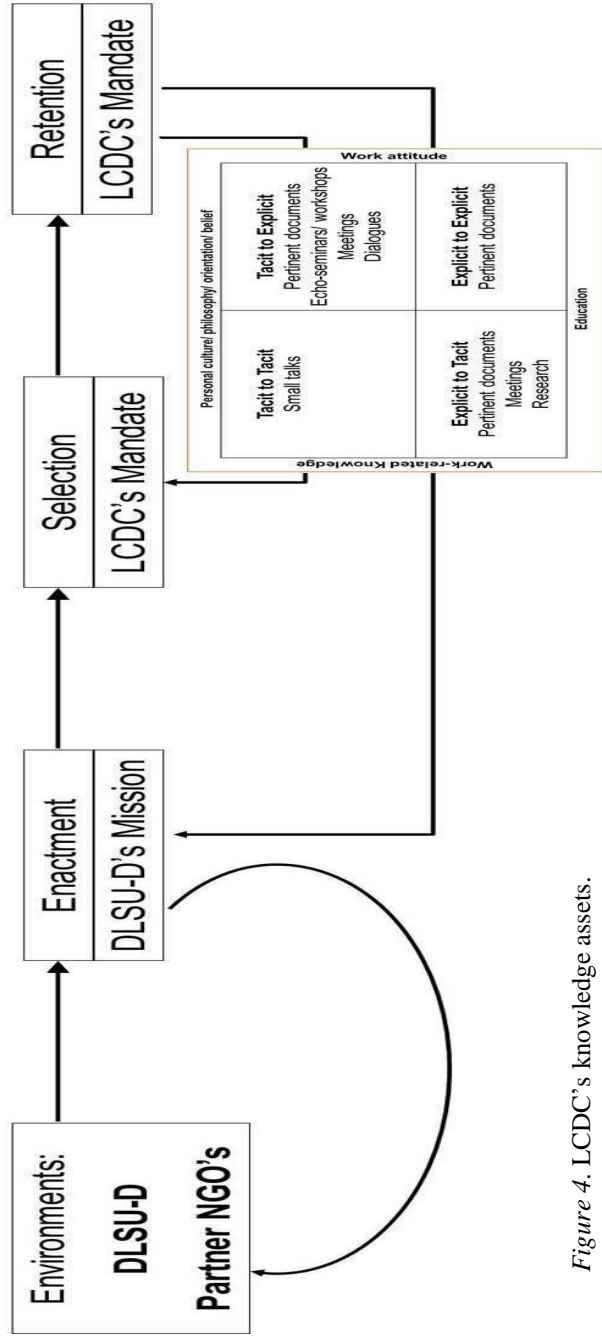 Environments:
DLSU-D
Partner NGO's
Enactment
DLSU-D's Mission
Selection
LCDC's Mandate
Retention
LCDC's Mandate
Personal culture/ philosophy/ orientation/ belief
Work-related Knowledge
Work attitude
Tacit to Tacit
Small talks
Tacit to Explicit
Pertinent documents
Echo-seminars/ workshops
Meetings
Dialogues
Explicit to Tacit
Pertinent documents
Meetings
Research
Explicit to Explicit
Pertinent documents
Education
Figure 4. LCDC's knowledge assets.